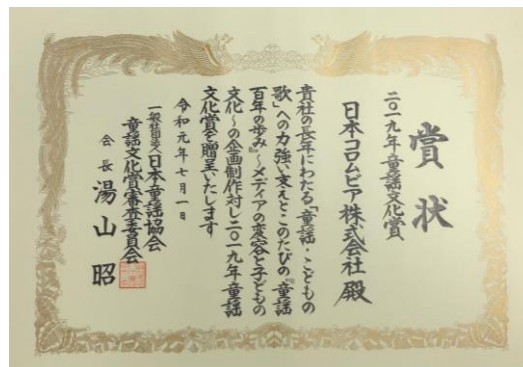 賞状
二〇一九年童謡文化賞
日本コロムビア株式会社殿
貴社の長年にわたる「童謡・こどもの
歌」への力強い支えとこのたびの『童謡
百年の歩み』〜メディアの変容と子どもの
文化〜の企画制作対し二〇一九年童謡
文化賞を贈呈いたします
令和元年七月一日
一般社団法人日本童謡協会
童謡文化賞審査委員会
会長 湯山昭